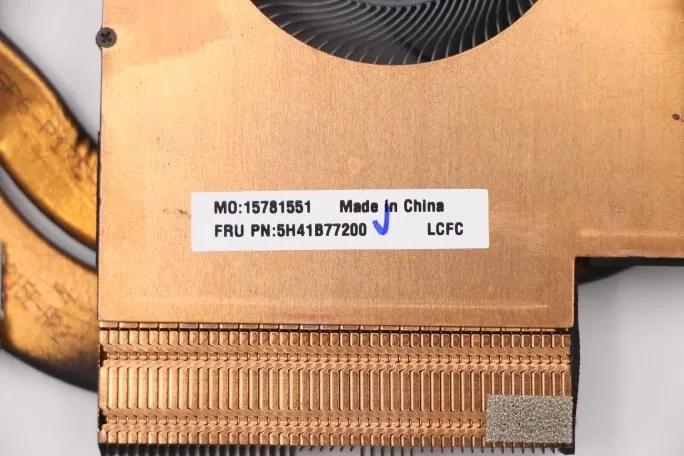 MO:15781551 Made in China
FRU PN:5H41B77200 LCFC